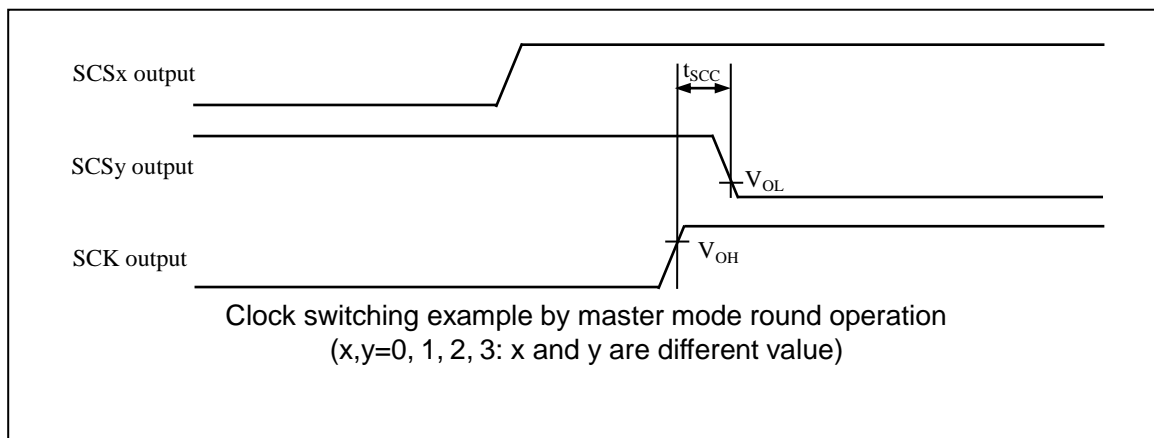 SCSx output
tSCC
SCSy output
VOL
SCK output
VOH
Clock switching example by master mode round operation
(x,y=0, 1, 2, 3: x and y are different value)